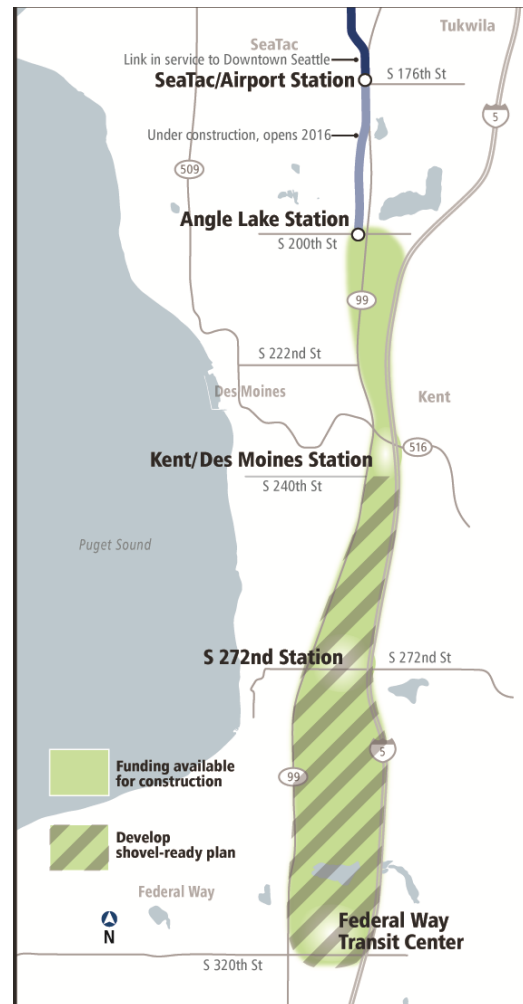 Tukwila
SeaTac
Link in service to Downtown Seattle
SeaTac/Airport Station
S 176th St
5
Under construction, opens 2016
509
Angle Lake Station
S 200th St
99
S 222nd St
Des Moines
Kent
516
Kent/Des Moines Station
S 240th St
Puget Sound
S 272nd Station
S 272nd St
5
Funding available
for construction
99
Develop
shovel-ready plan
Federal Way
N
Federal Way
Transit Center
S 320th St